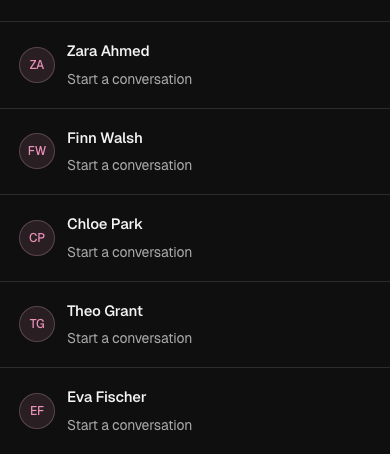 ZA
Zara Ahmed
Start a conversation
FW
Finn Walsh
Start a conversation
CP
Chloe Park
Start a conversation
TG
Theo Grant
Start a conversation
EF
Eva Fischer
Start a conversation